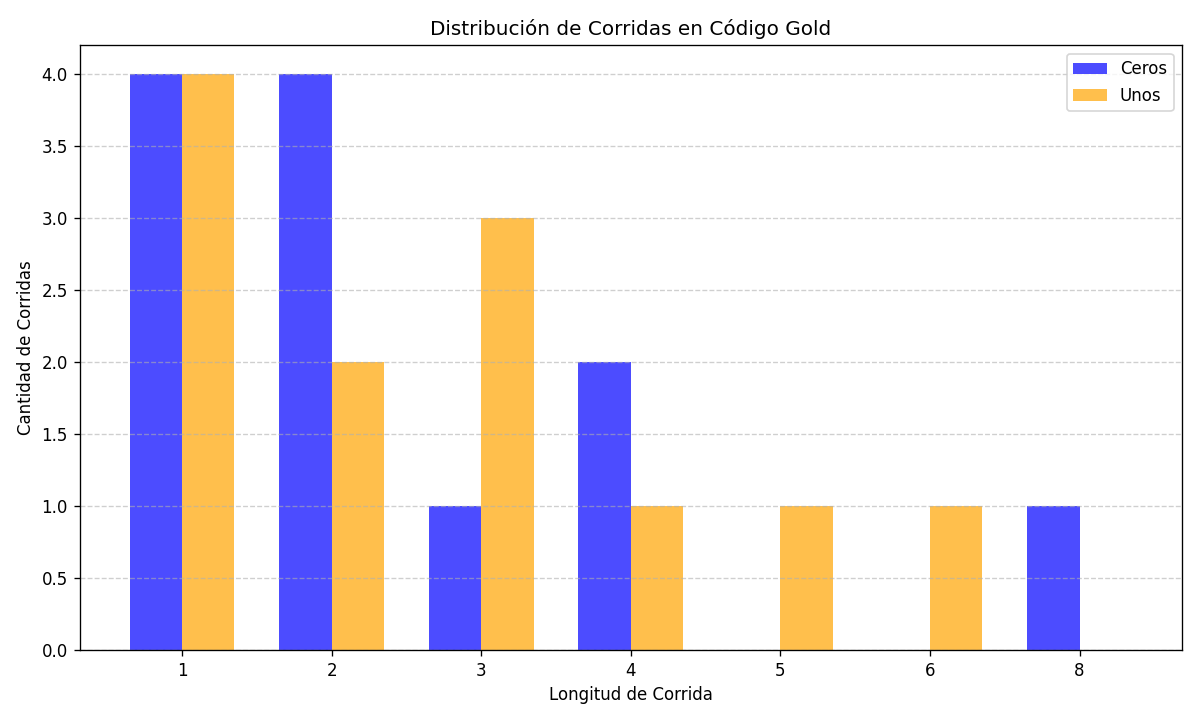 Distribución de Corridas en Código Gold
Ceros
Unos
4.0
3.5
3.0
2.5
2.0
1.5
1.0
0.5
0.0
Cantidad de Corridas
1 2 3 4 5 6 8
Longitud de Corrida